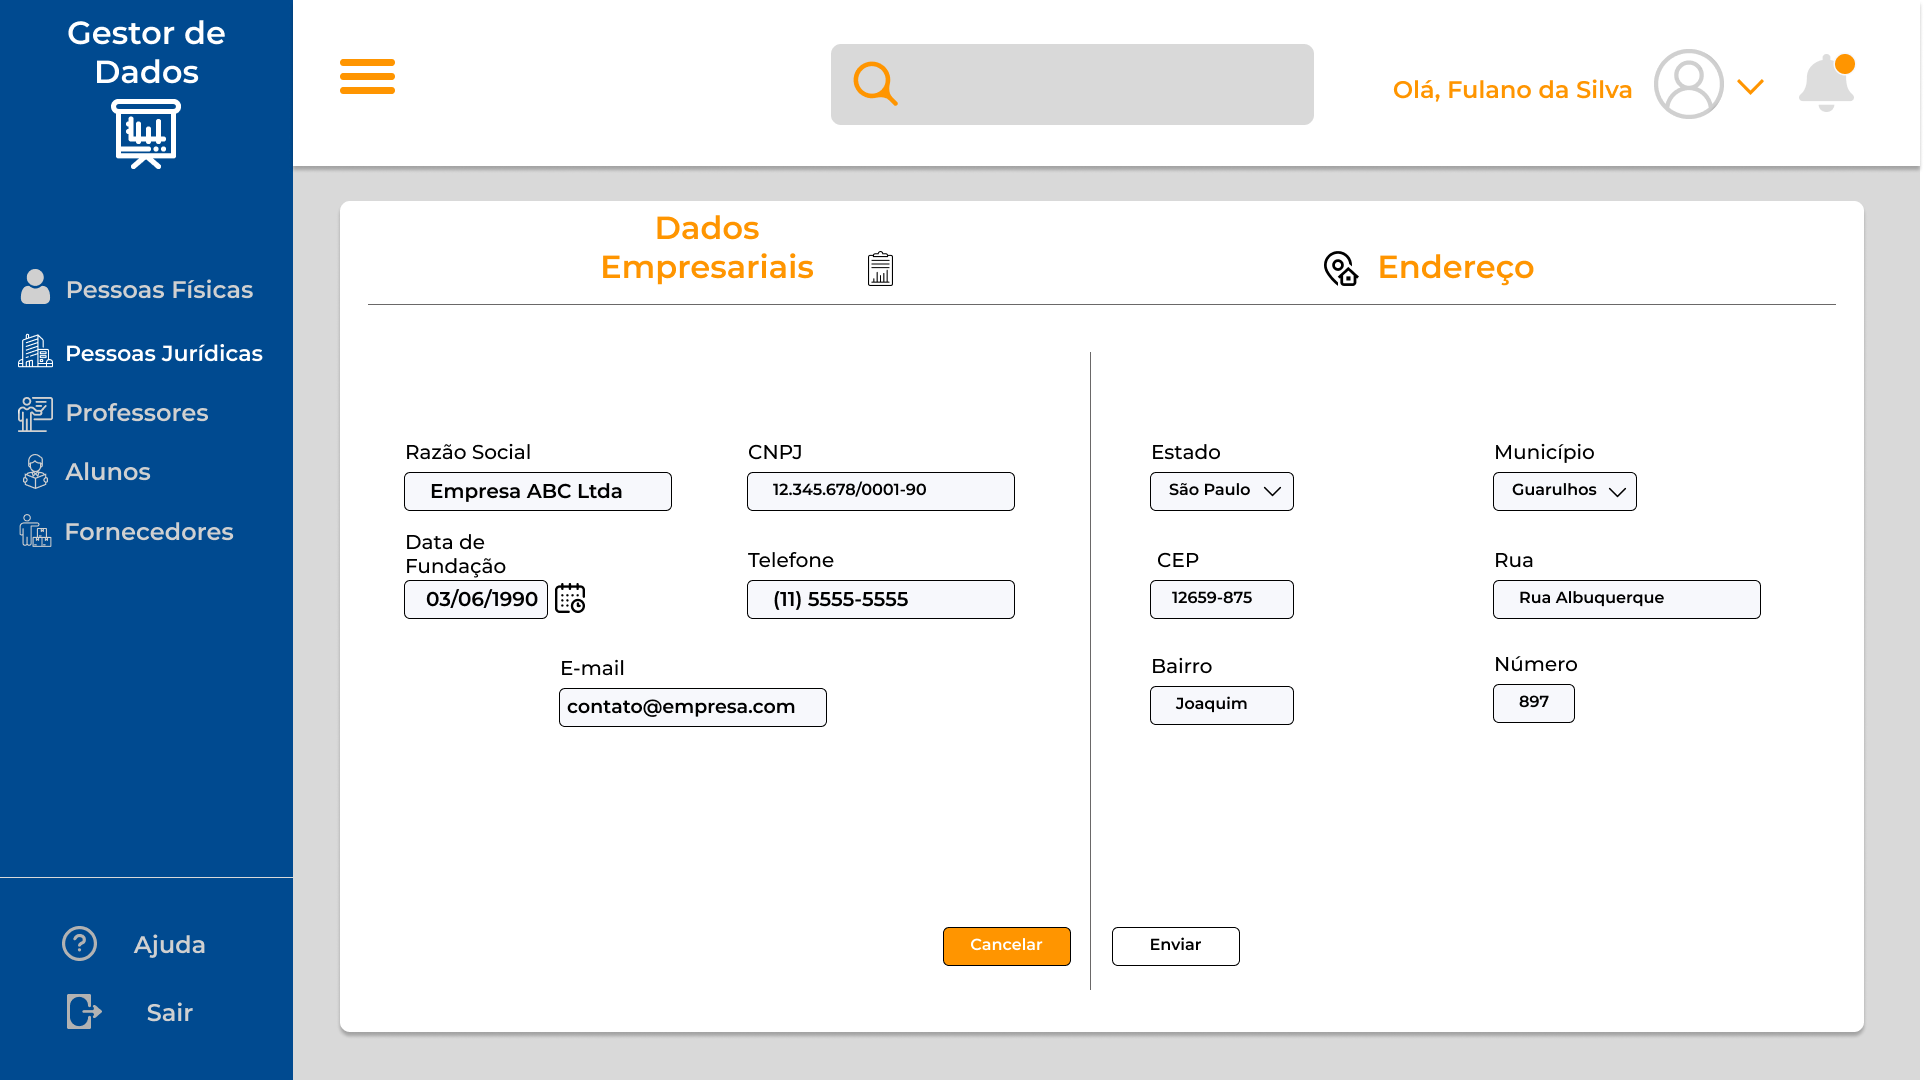 Gestor de
Dados
Olá, Fulano da Silva
Pessoas Físicas
Pessoas Jurídicas
Professores
Alunos
Fornecedores
Ajuda
Sair
Dados
Empresariais
Razão Social
CNPJ
Empresa ABC Ltda
12.345.678/0001-90
Data de
Fundação
Telefone
03/06/1990
(11) 5555-5555
E-mail
contato@empresa.com
Endereço
Estado
Município
São Paulo
Guarulhos
CEP
Rua
12659-875
Rua Albuquerque
Bairro
Número
Joaquim
897
Cancelar
Enviar